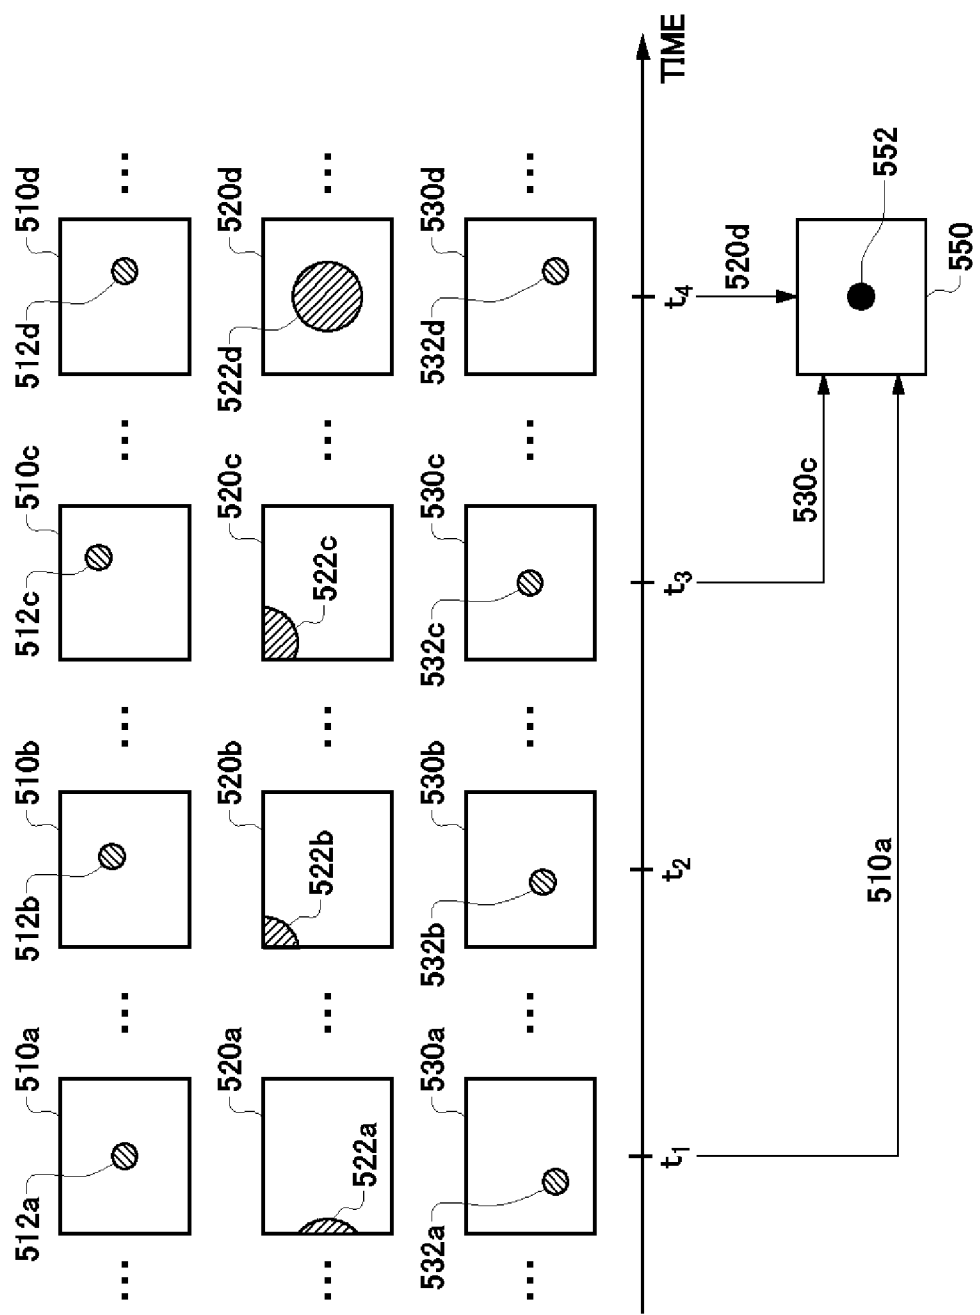 512a 510a 512b 510b 512c 510c 512d 510d
... ... ... ... ...
520a 520b 520c 522d 520d
522a 522b 522c
... ... ... ... ...
532a 530a 532b 530b 532c 530c 532d 530d
... ... ... ... ...
TIME
t1 t2 t3 t4
520d
530c
510a
552
550